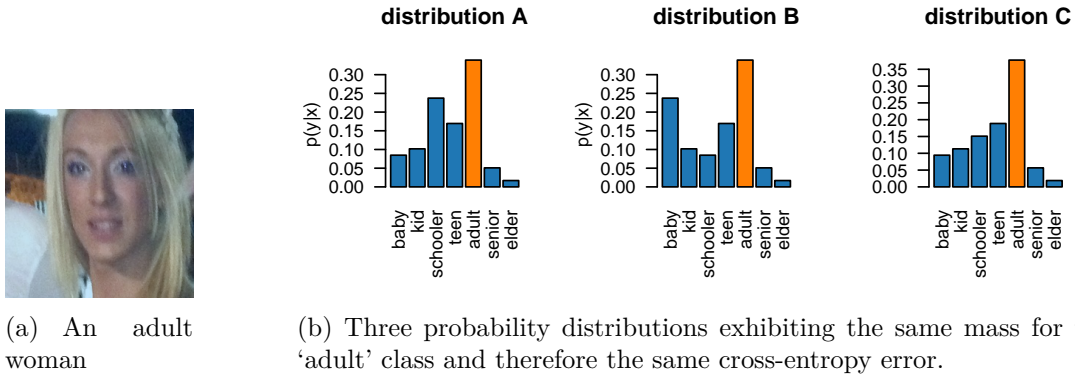 distribution A
distribution B
distribution C
p(y|x)
0.30
0.25
0.20
0.15
0.10
0.05
0.00
baby
kid
schooler
teen
adult
senior
elder
p(y|x)
0.30
0.25
0.20
0.15
0.10
0.05
0.00
baby
kid
schooler
teen
adult
senior
elder
0.35
0.30
0.25
0.20
0.15
0.10
0.05
0.00
baby
kid
schooler
teen
adult
senior
elder
(a) An adult
woman
(b) Three probability distributions exhibiting the same mass for
‘adult’ class and therefore the same cross-entropy error.